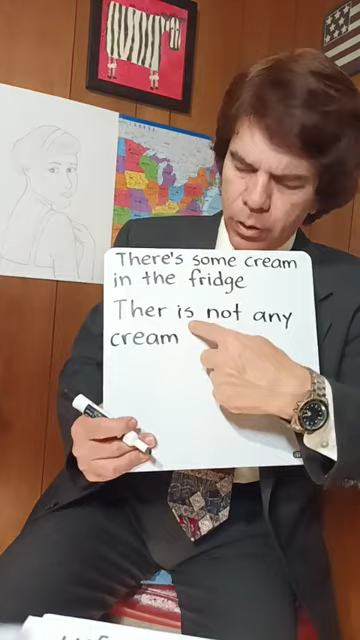 There's some cream
in the fridge
Ther is not any
cream